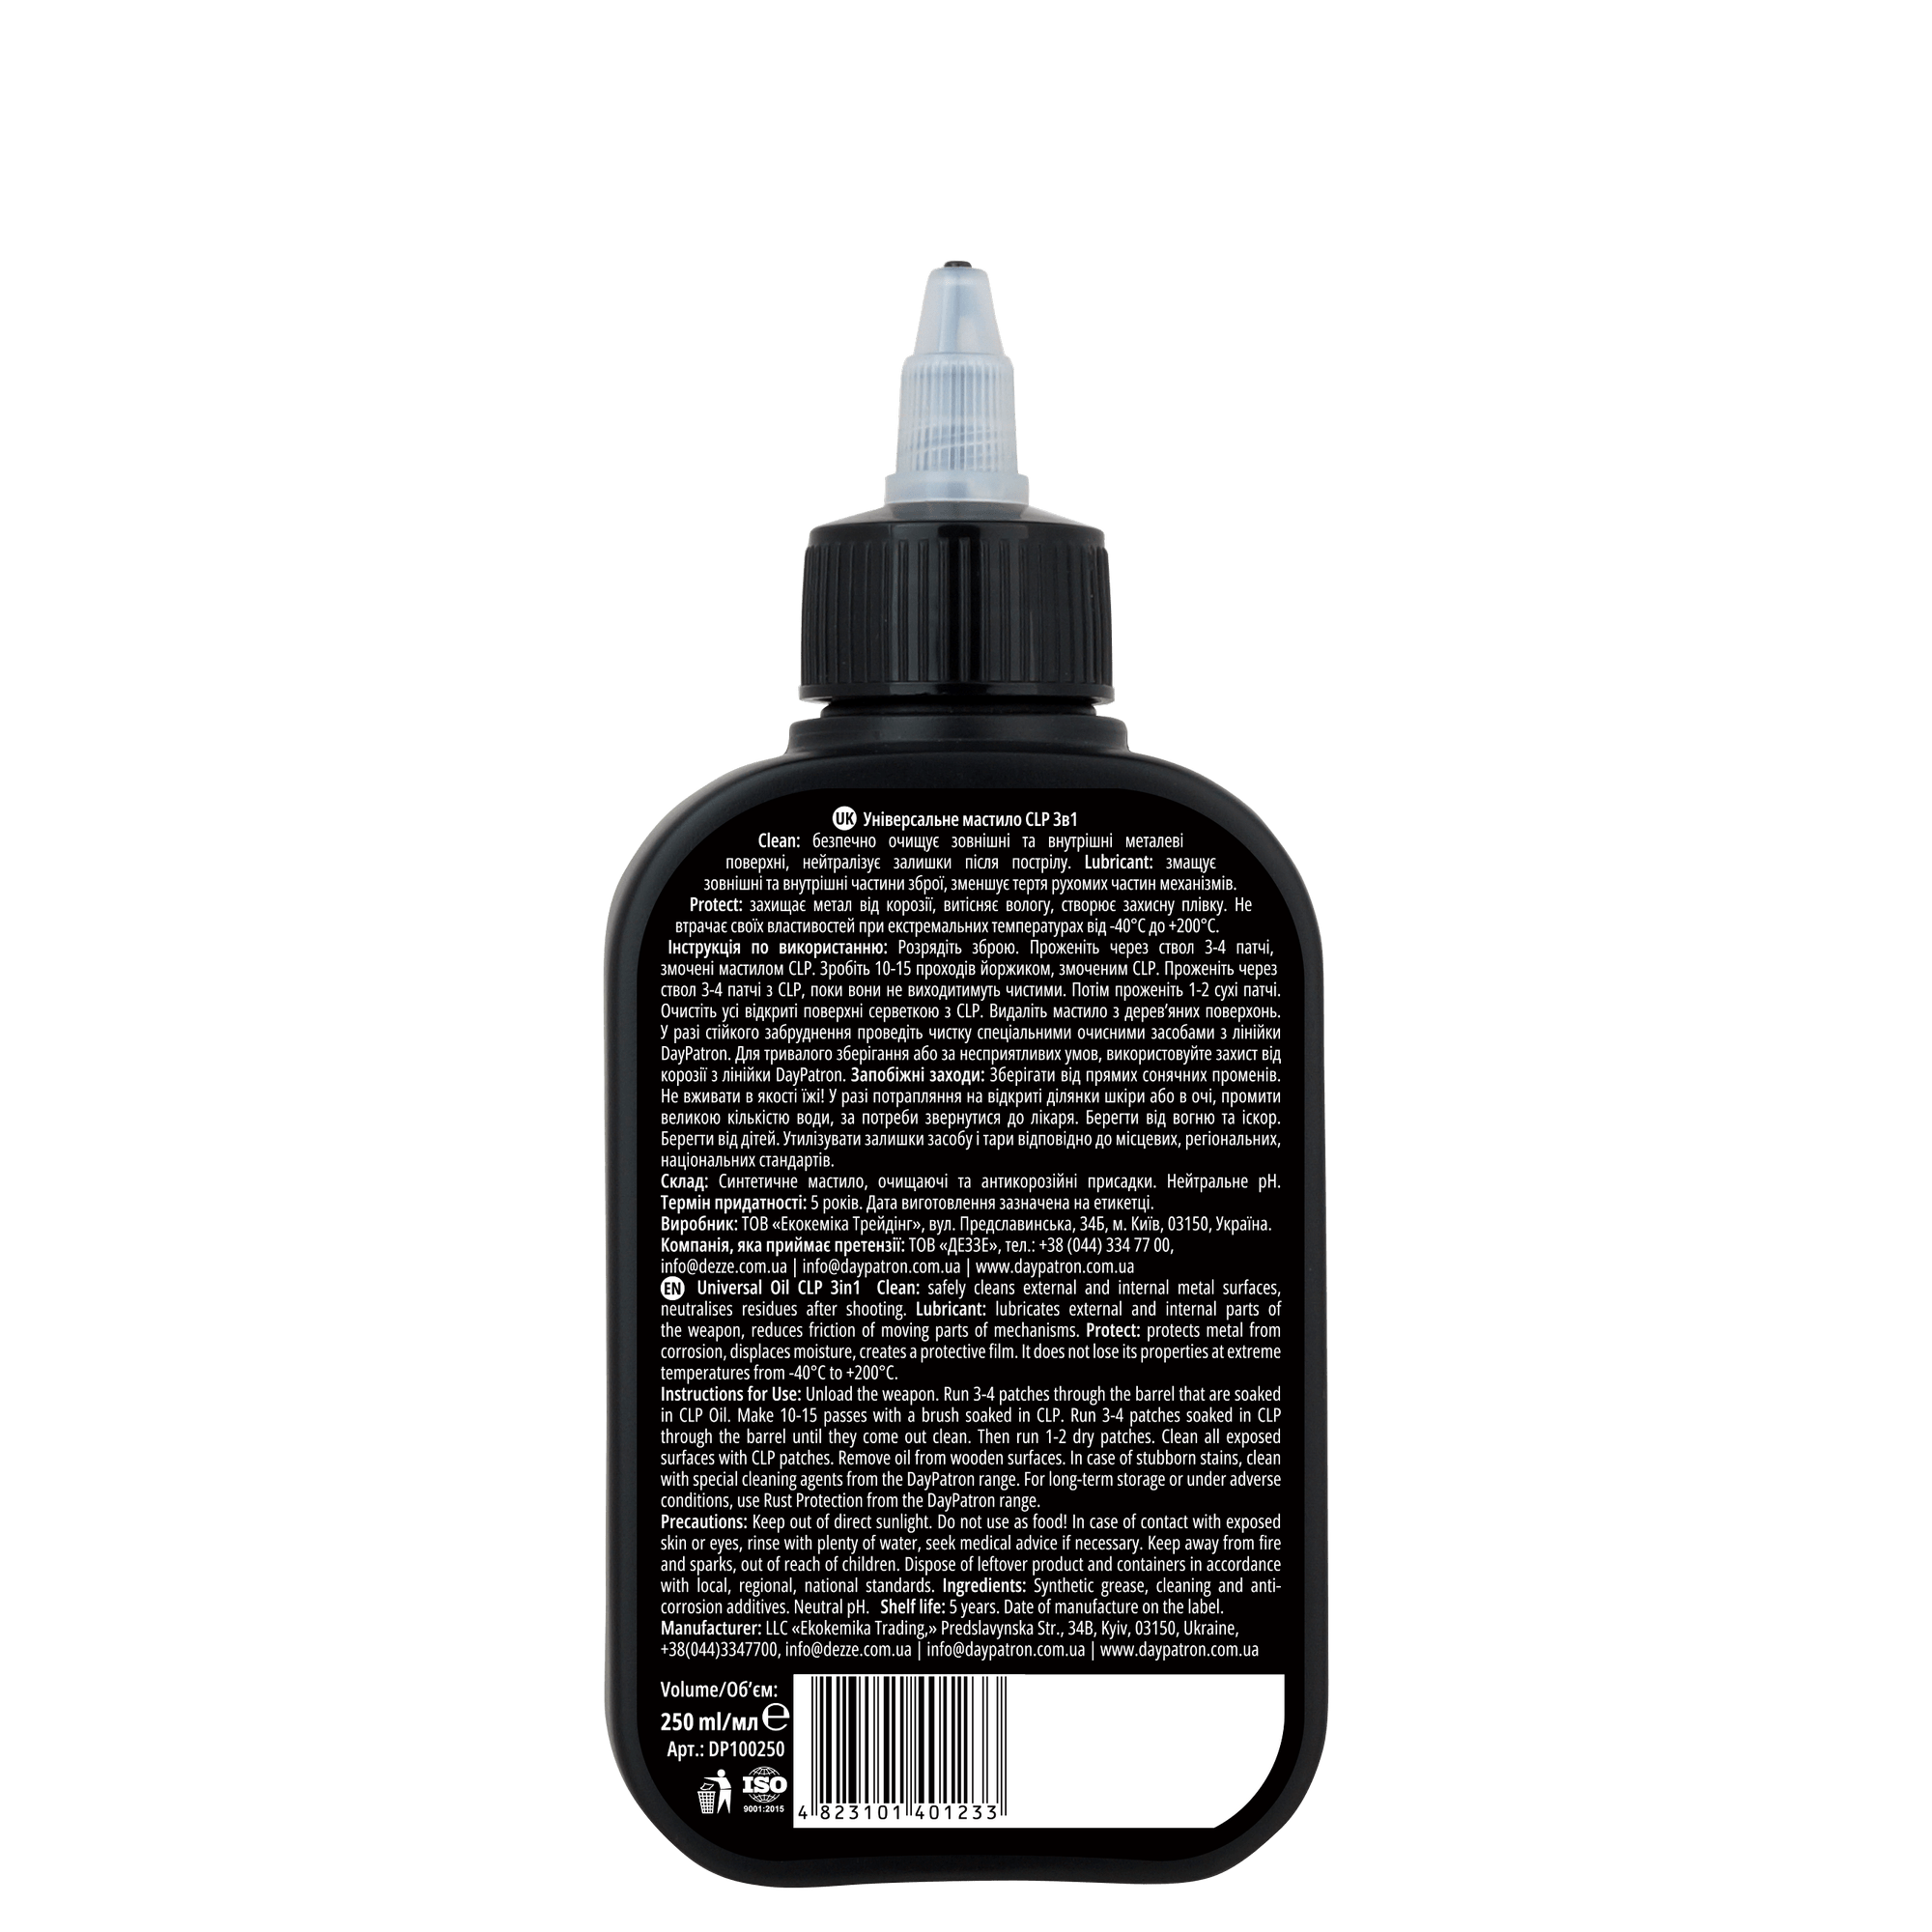 UK Універсальне мастило CLP 3в1
Clean: безпечно очищує зовнішні та внутрішні металеві
поверхні, нейтралізує залишки після пострілу. Lubricant: змащує
зовнішні та внутрішні частини зброї, зменшує тертя рухомих частин механізмів.
Protect: захищає метал від корозії, витісняє вологу, створює захисну плівку. Не
втрачає своїх властивостей при екстремальних температурах від -40°C до +200°C.
Інструкція по використанню: Розрядіть зброю. Проженіть через ствол 3-4 патчі,
змочені мастилом CLP. Зробіть 10-15 проходів йоржиком, змоченим CLP. Проженіть через
ствол 3-4 патчі з CLP, поки вони не виходитимуть чистими. Потім проженіть 1-2 сухі патчі.
Очистіть усі відкриті поверхні серветкою з CLP. Видаліть мастило з дерев’яних поверхонь.
У разі стійкого забруднення проведіть чистку спеціальними очисними засобами з лінійки
DayPatron. Для тривалого зберігання або за несприятливих умов, використовуйте захист від
корозії з лінійки DayPatron. Запобіжні заходи: Зберігати від прямих сонячних променів.
Не вживати в якості їжі! У разі потрапляння на відкриті ділянки шкіри або в очі, промити
великою кількістю води, за потреби звернутися до лікаря. Берегти від вогню та іскор.
Берегти від дітей. Утилізувати залишки засобу і тари відповідно до місцевих, регіональних,
національних стандартів.
Склад: Синтетичне мастило, очищаючі та антикорозійні присадки. Нейтральне pH.
Термін придатності: 5 років. Дата виготовлення зазначена на етикетці.
Виробник: ТОВ «Екокеміка Трейдінг», вул. Предславинська, 34Б, м. Київ, 03150, Україна.
Компанія, яка приймає претензії: ТОВ «ДЕЗЗЕ», тел.: +38 (044) 334 77 00,
info@dezze.com.ua | info@daypatron.com.ua | www.daypatron.com.ua
EN Universal Oil CLP 3in1 Clean: safely cleans external and internal metal surfaces,
neutralises residues after shooting. Lubricant: lubricates external and internal parts of
the weapon, reduces friction of moving parts of mechanisms. Protect: protects metal from
corrosion, displaces moisture, creates a protective film. It does not lose its properties at extreme
temperatures from -40°C to +200°C.
Instructions for Use: Unload the weapon. Run 3-4 patches through the barrel that are soaked
in CLP Oil. Make 10-15 passes with a brush soaked in CLP. Run 3-4 patches soaked in CLP
through the barrel until they come out clean. Then run 1-2 dry patches. Clean all exposed
surfaces with CLP patches. Remove oil from wooden surfaces. In case of stubborn stains, clean
with special cleaning agents from the DayPatron range. For long-term storage or under adverse
conditions, use Rust Protection from the DayPatron range.
Precautions: Keep out of direct sunlight. Do not use as food! In case of contact with exposed
skin or eyes, rinse with plenty of water, seek medical advice if necessary. Keep away from fire
and sparks, out of reach of children. Dispose of leftover product and containers in accordance
with local, regional, national standards. Ingredients: Synthetic grease, cleaning and anti-
corrosion additives. Neutral pH. Shelf life: 5 years. Date of manufacture on the label.
Manufacturer: LLC «Ekokemika Trading,» Predslavynska Str., 34B, Kyiv, 03150, Ukraine,
+38(044)3347700, info@dezze.com.ua | info@daypatron.com.ua | www.daypatron.com.ua
Volume/Об’єм:
250 ml/мл ℮
Арт.: DP100250
ISO
9001:2015
4 823101 401233